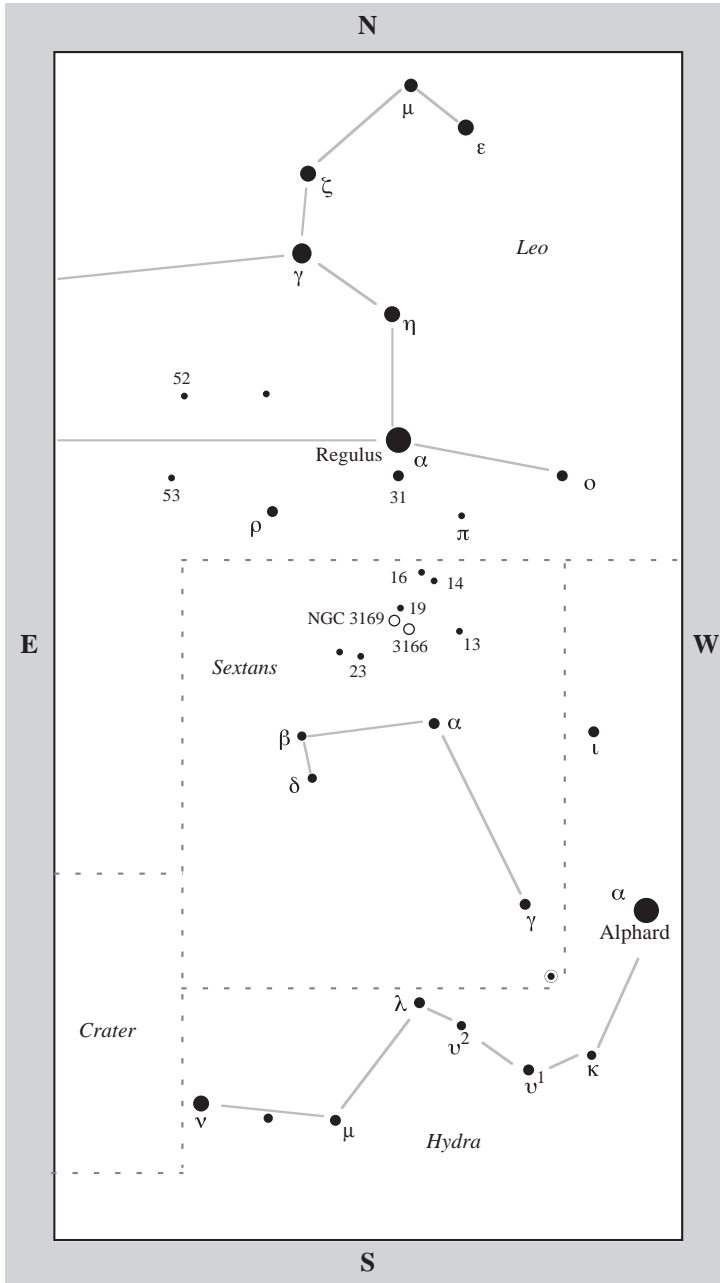 N
μ
ε
ζ
Leo
γ
η
52
Regulus
α
31
ο
53
ρ
π
16
14
19
NGC 3169
3166
13
E
W
Sextans
23
β
α
ι
δ
α
γ
Alphard
λ
Crater
υ2
υ1
κ
ν
μ
Hydra
S